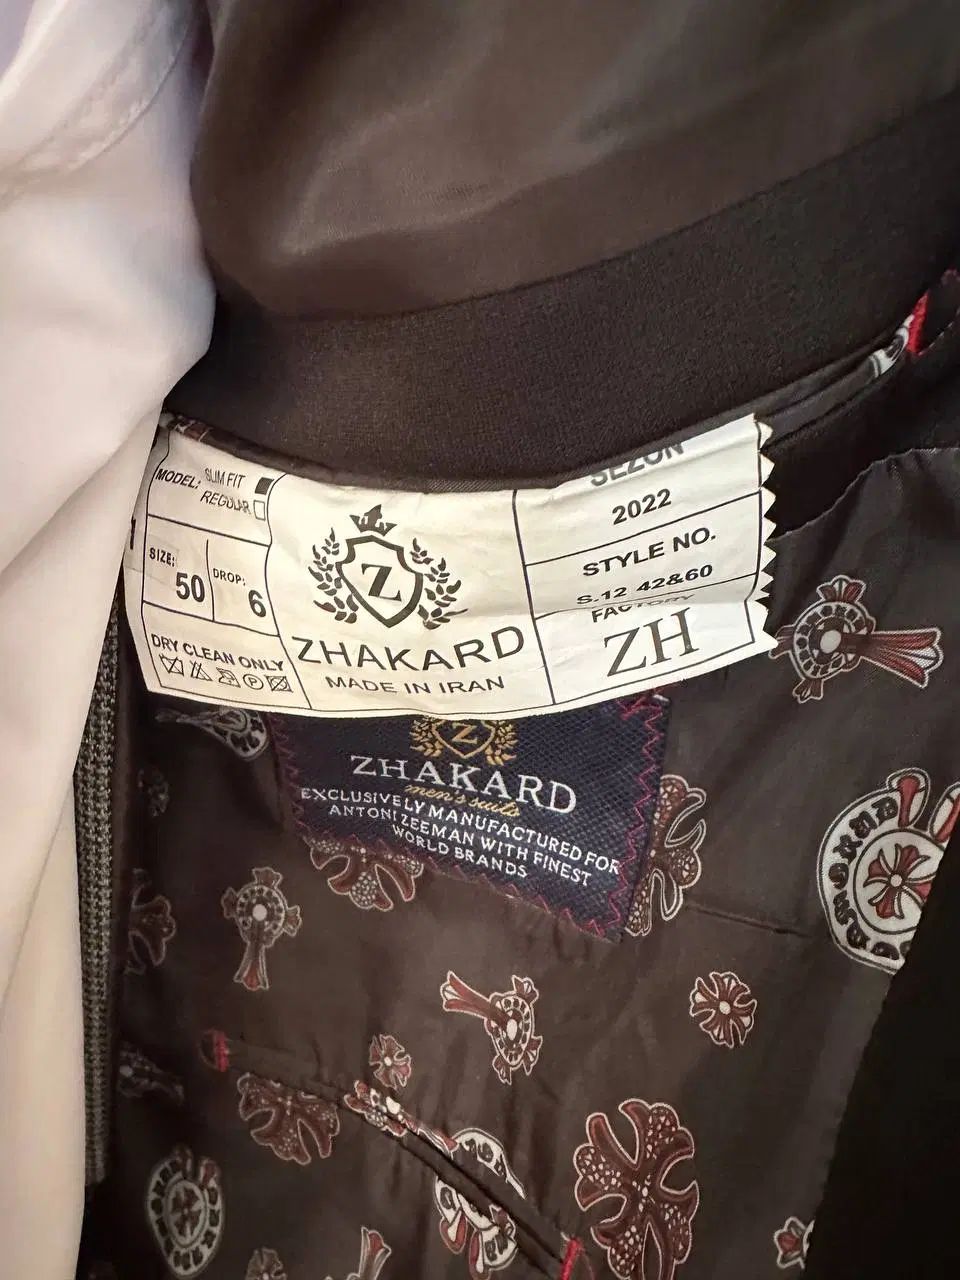 MODEL: SLIM FIT
REGULAR
SIZE: 50
DROP: 6
DRY CLEAN ONLY
Z
ZHAKARD
MADE IN IRAN
SEZON
2022
STYLE NO.
S.12 42&60
FACTORY
ZH
Z
ZHAKARD
men's suits
EXCLUSIVELY MANUFACTURED FOR
ANTONI ZEEMAN WITH FINEST
WORLD BRANDS